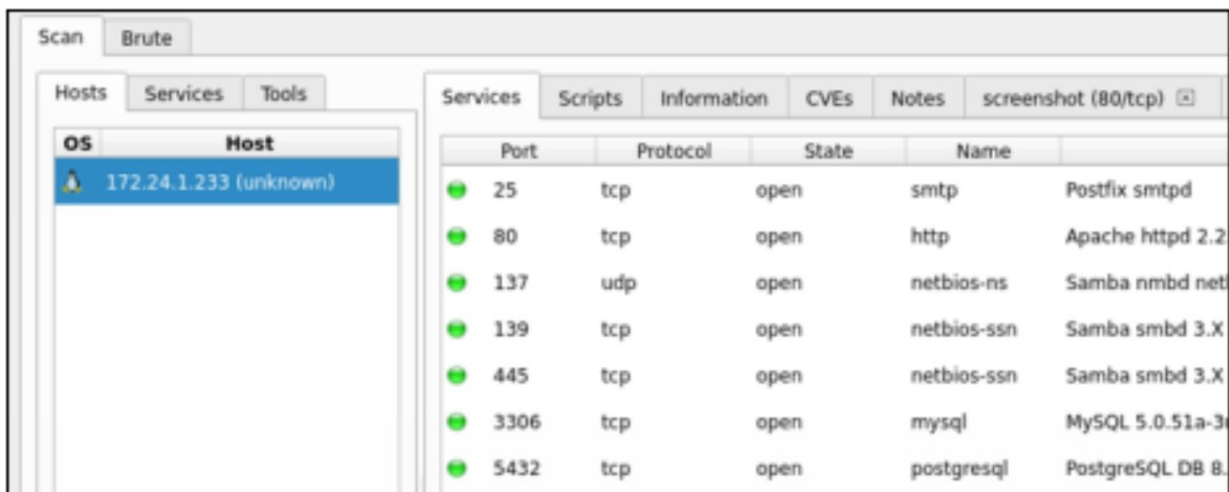 Scan Brute
Hosts Services Tools
Services Scripts Information CVEs Notes screenshot (80/tcp)
OS Host
172.24.1.233 (unknown)
Port Protocol State Name
25 tcp open smtp Postfix smtpd
80 tcp open http Apache httpd 2.2
137 udp open netbios-ns Samba nmbd net
139 tcp open netbios-ssn Samba smbd 3.X
445 tcp open netbios-ssn Samba smbd 3.X
3306 tcp open mysql MySQL 5.0.51a-3
5432 tcp open postgresql PostgreSQL DB 8.